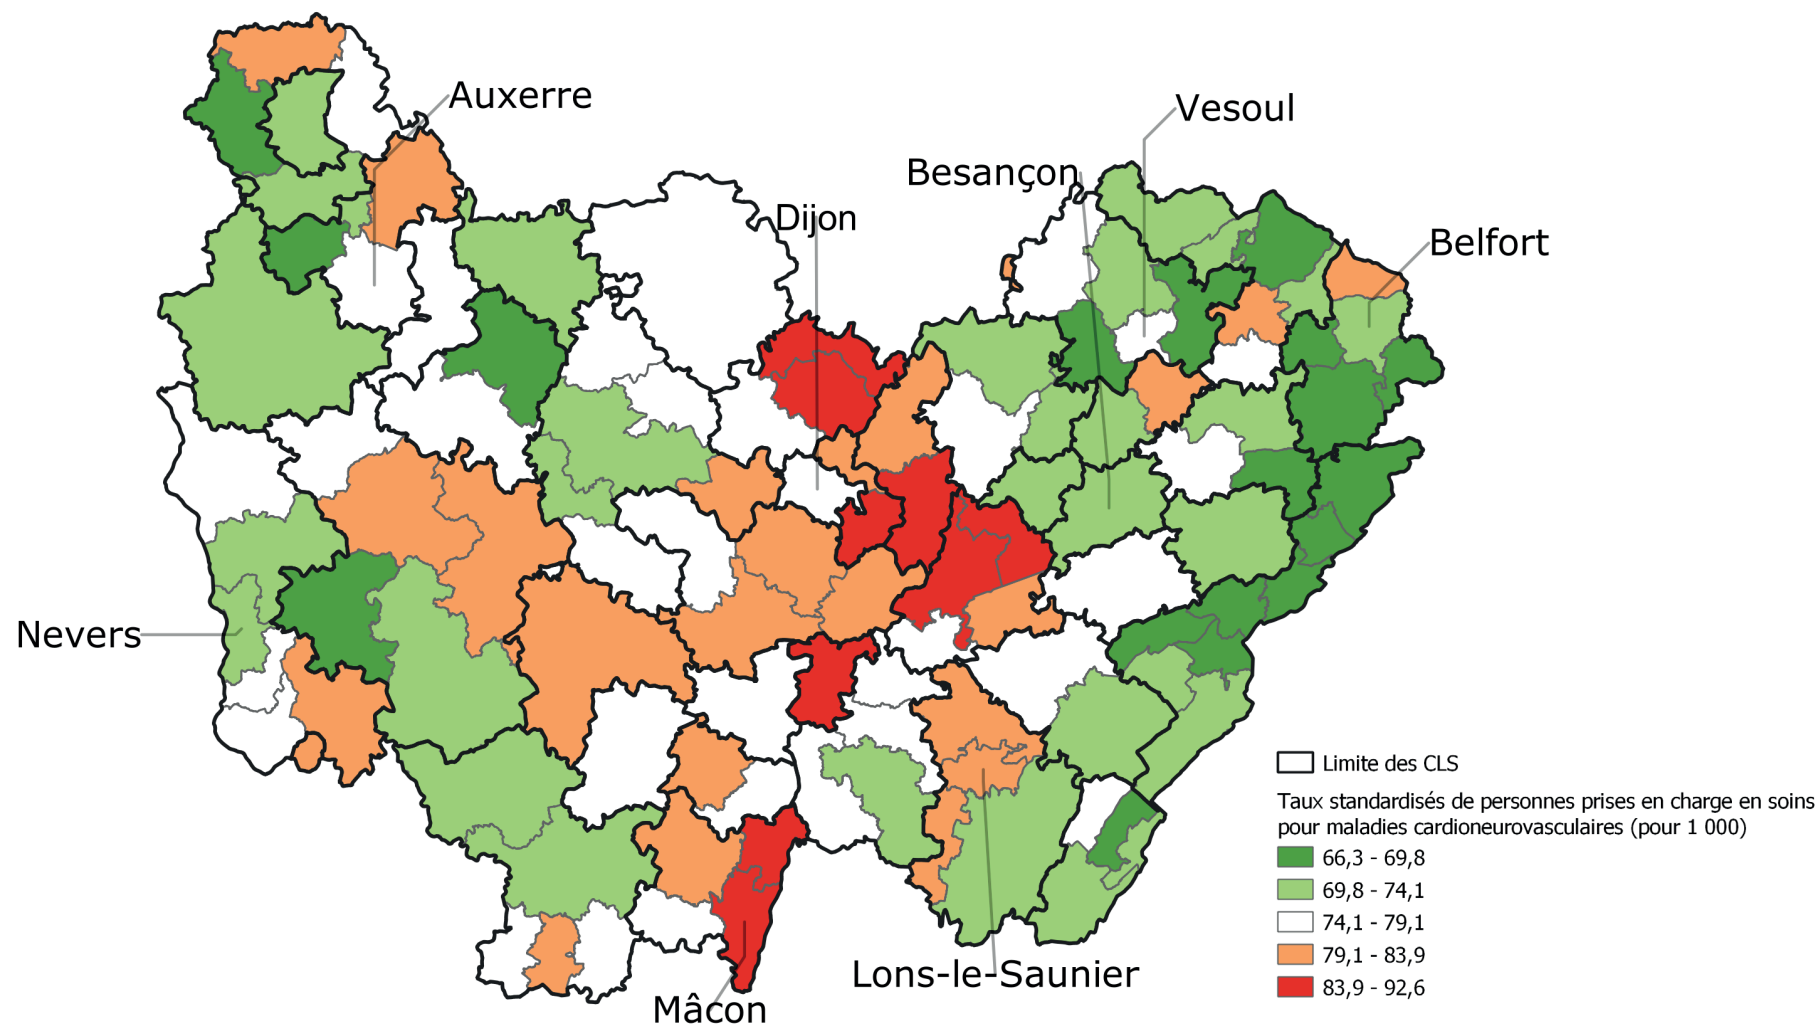 Auxerre
Vesoul
Besançon
Dijon
Belfort
Nevers
Limite des CLS
Taux standardisés de personnes prises en charge en soins
pour maladies cardioneurovasculaires (pour 1 000)
66,3 - 69,8
69,8 - 74,1
74,1 - 79,1
79,1 - 83,9
83,9 - 92,6
Lons-le-Saunier
Mâcon